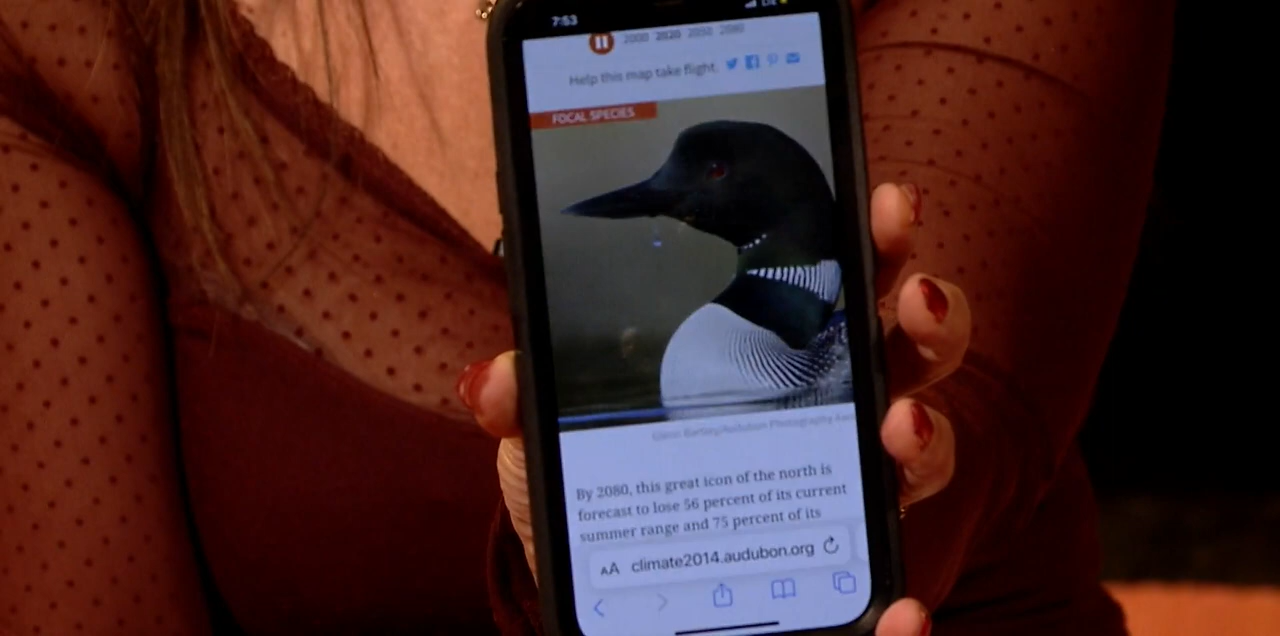 7:53
2000 2020 2050 2080
Help this map take flight.
FOCAL SPECIES
Photography
By 2080, this great icon of the north is
forecast to lose 56 percent of its current
summer range and 75 percent of its
AA climate2014.audubon.org